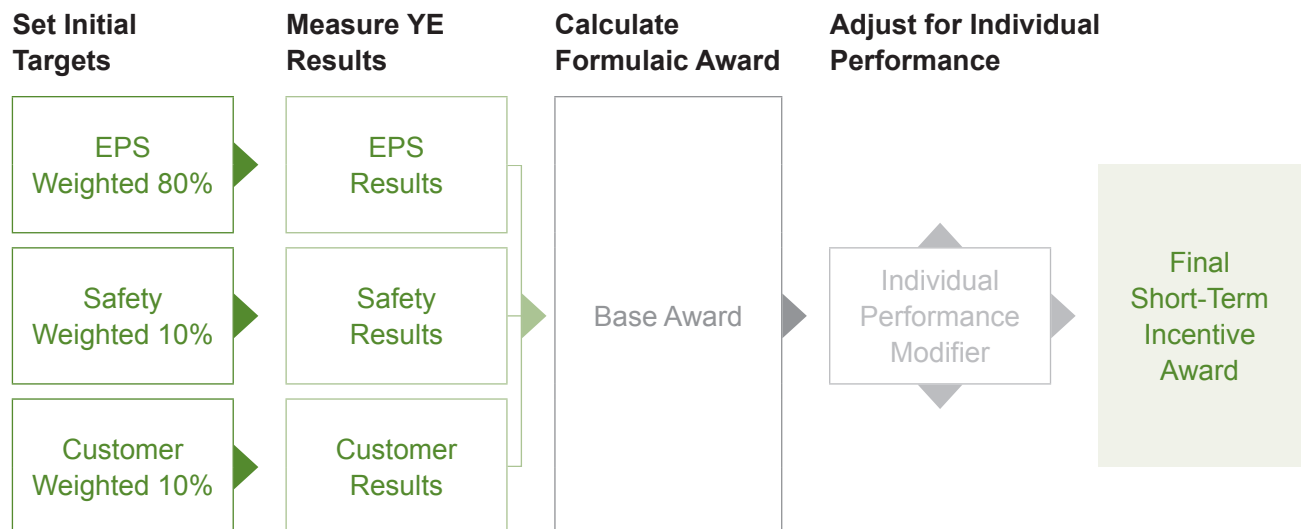 Set Initial
Targets
Measure YE
Results
Calculate
Formulaic Award
Adjust for Individual
Performance
EPS
Weighted 80%
EPS
Results
Safety
Weighted 10%
Safety
Results
Customer
Weighted 10%
Customer
Results
Base Award
Individual
Performance
Modifier
Final
Short-Term
Incentive
Award